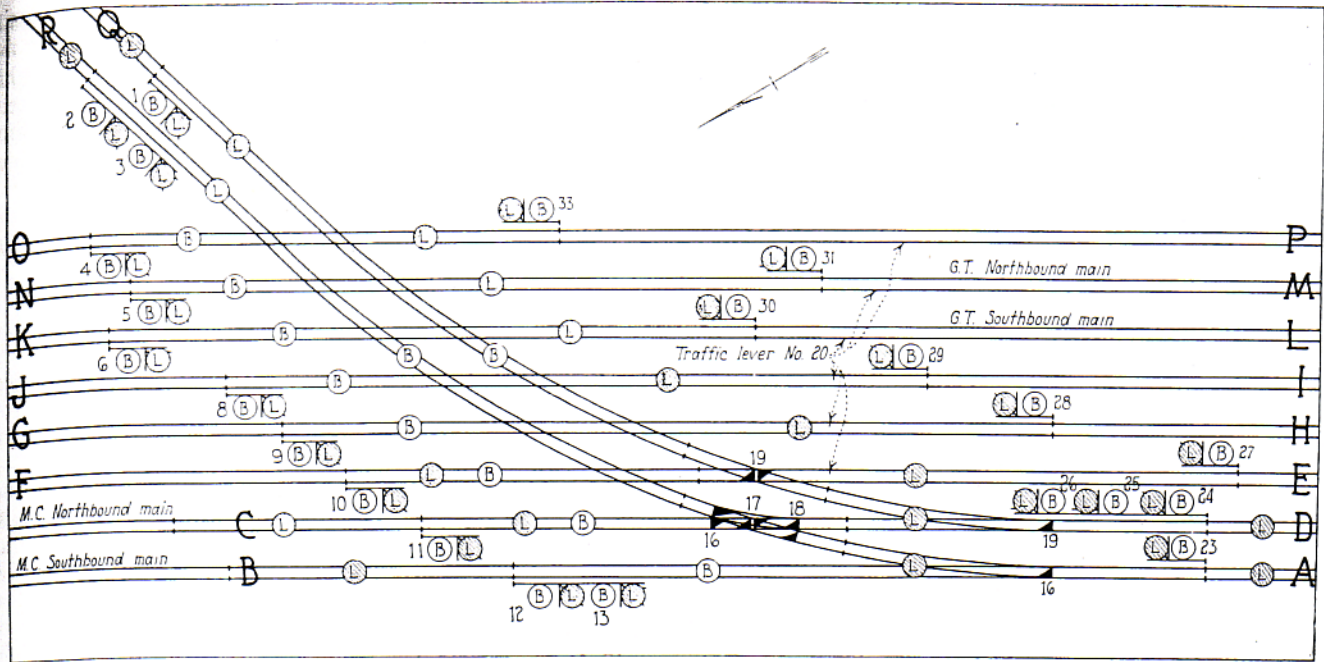 R Q
L L
1 B L
2 B L
3 B L
L
L
L B 33
O B L P
4 B L
L B 31
G.T. Northbound main
N B L M
5 B L
L B 30
G.T. Southbound main
K B L L
6 B L
B B
Traffic lever No. 20
L B 29
J B L I
8 B L
L B 28
G B L H
9 B L
19
L B 27
F L B L E
10 B L
L B 26 L B 25 L B 24
M.C. Northbound main
17 18
C L L B L L D
16 19
11 B L
L B 23
M.C. Southbound main
B L B L L A
16
12 B L B L
13